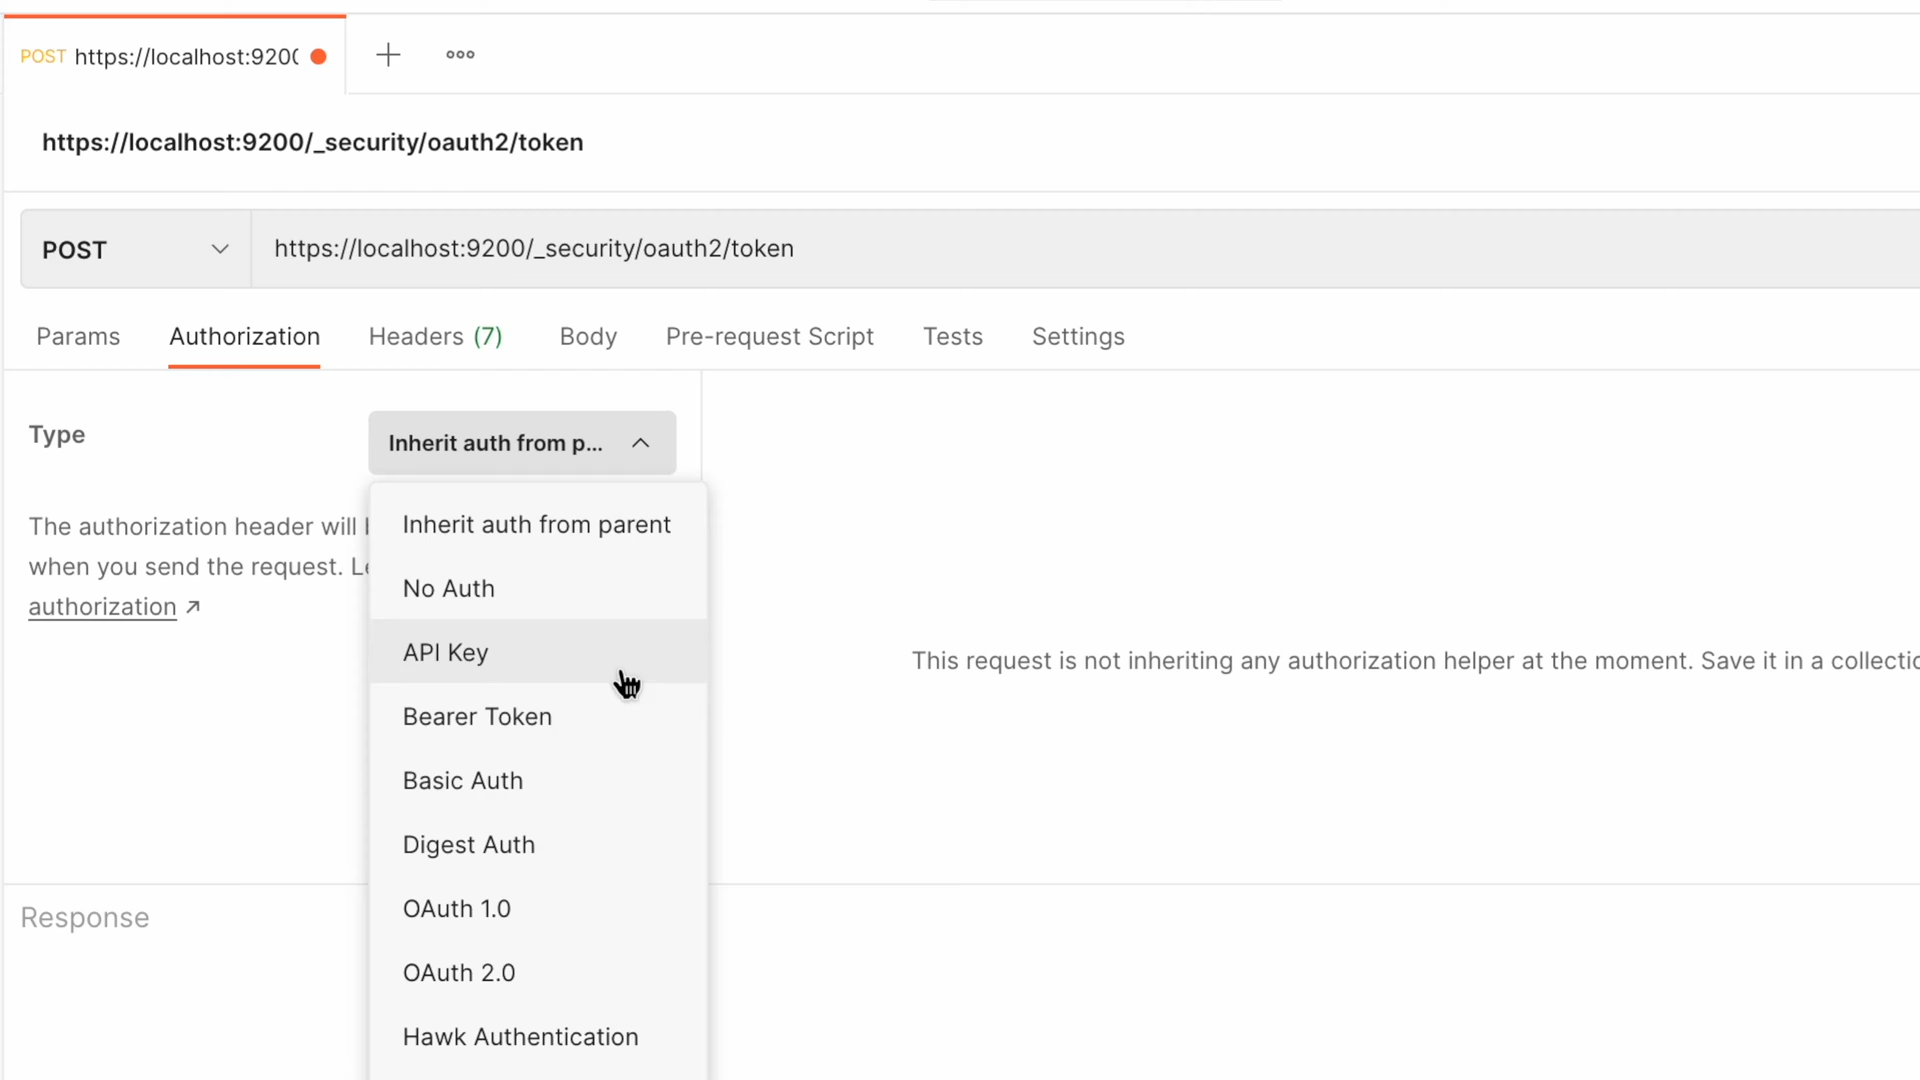 POST https://localhost:920
https://localhost:9200/_security/oauth2/token
POST https://localhost:9200/_security/oauth2/token
Params Authorization Headers (7) Body Pre-request Script Tests Settings
Type
Inherit auth from p...
The authorization header will
when you send the request.
authorization ↗
Inherit auth from parent
No Auth
API Key
Bearer Token
Basic Auth
Digest Auth
OAuth 1.0
OAuth 2.0
Hawk Authentication
This request is not inheriting any authorization helper at the moment. Save it in a
Response